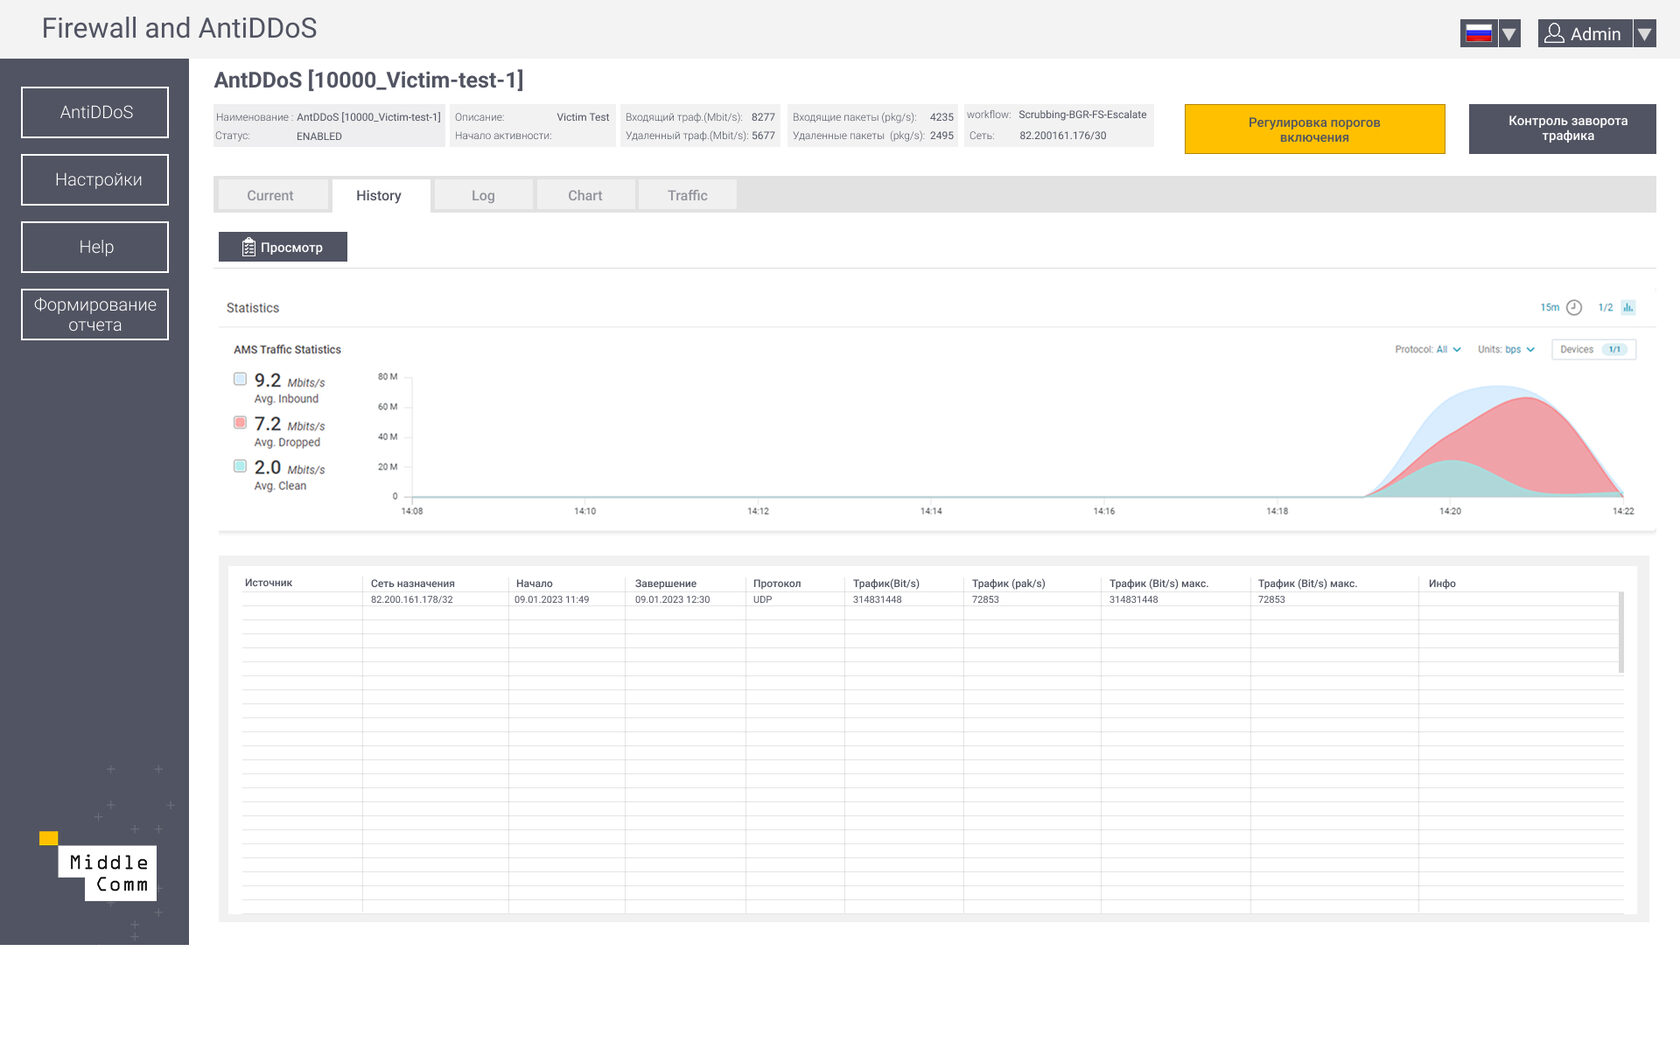 Firewall and AntiDDoS
Admin
AntiDDoS
Настройки
Help
Формирование
отчета
Middle
Comm
AntDDoS [10000_Victim-test-1]
Наименование : AntDDoS [10000_Victim-test-1]
Статус: ENABLED
Описание: Victim Test
Начало активности:
Входящий траф.(Mbit/s): 8277
Удаленный траф.(Mbit/s): 5677
Входящие пакеты (pkg/s): 4235
Удаленные пакеты (pkg/s): 2495
workflow: Scrubbing-BGR-FS-Escalate
Сеть: 82.200161.176/30
Регулировка порогов
включения
Контроль заворота
трафика
Current History Log Chart Traffic
Просмотр
Statistics
15m 1/2
AMS Traffic Statistics
Protocol: All Units: bps Devices 1/1
9.2 Mbits/s
Avg. Inbound
7.2 Mbits/s
Avg. Dropped
2.0 Mbits/s
Avg. Clean
80 M
60 M
40 M
20 M
0
14:08 14:10 14:12 14:14 14:16 14:18 14:20 14:22
Источник Сеть назначения Начало Завершение Протокол Трафик(Bit/s) Трафик (pak/s) Трафик (Bit/s) макс. Трафик (Bit/s) макс. Инфо
82.200.161.178/32 09.01.2023 11:49 09.01.2023 12:30 UDP 314831448 72853 314831448 72853